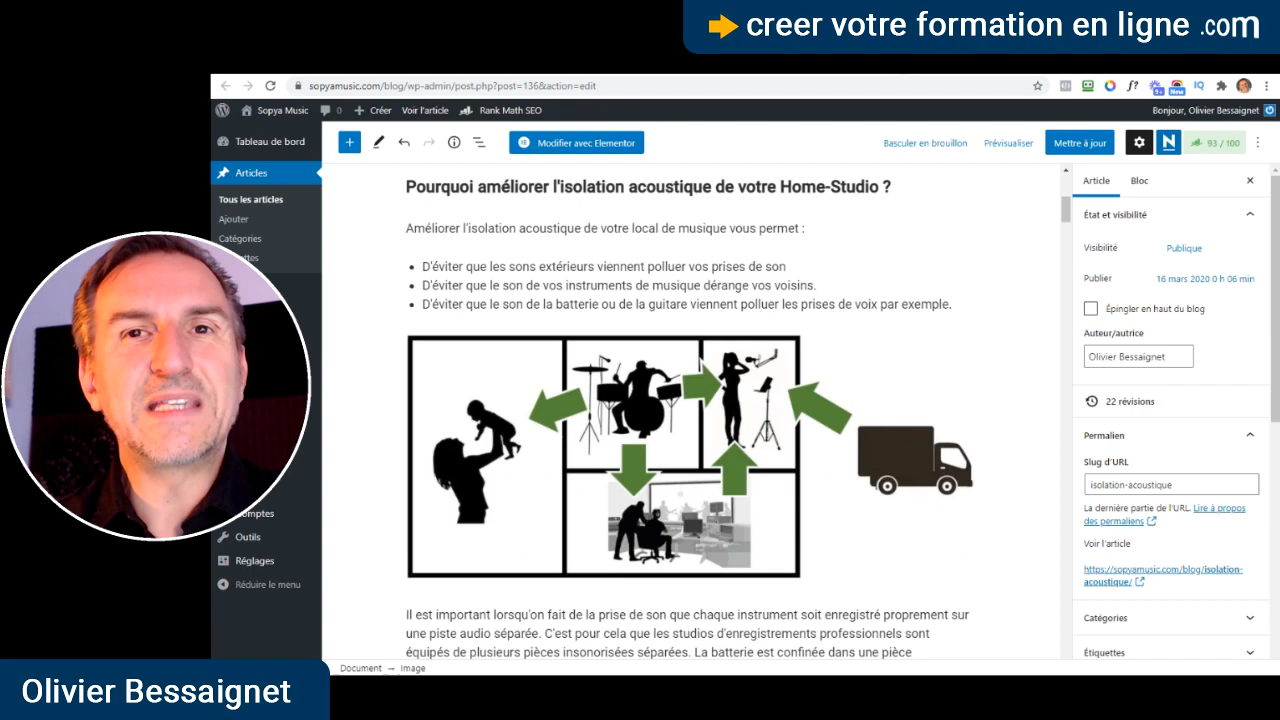 creer votre formation en ligne .com
sopyamusic.com/blog/wp-admin/post.php?post=136&action=edit
Sopya Music
0
Créer
Voir l'article
Rank Math SEO
Bonjour, Olivier Bessaignet
Tableau de bord
Articles
Tous les articles
Ajouter
Catégories
Outils
Réglages
Réduire le menu
Modifier avec Elementor
Basculer en brouillon
Prévisualiser
Mettre à jour
N
93 / 100
Pourquoi améliorer l'isolation acoustique de votre Home-Studio ?
Améliorer l'isolation acoustique de votre local de musique vous permet :
D'éviter que les sons extérieurs viennent polluer vos prises de son
D'éviter que le son de vos instruments de musique dérange vos voisins.
D'éviter que le son de la batterie ou de la guitare viennent polluer les prises de voix par exemple.
Il est important lorsqu'on fait de la prise de son que chaque instrument soit enregistré proprement sur
une piste audio séparée. C'est pour cela que les studios d'enregistrements professionnels sont
équipés de plusieurs pièces insonorisées séparées. La batterie est confinée dans une pièce
Document → Image
Article
Bloc
État et visibilité
Visibilité
Publique
Publier
16 mars 2020 0 h 06 min
Épingler en haut du blog
Auteur/autrice
Olivier Bessaignet
22 révisions
Permalien
Slug d'URL
isolation-acoustique
La dernière partie de l'URL. Lire à propos
des permaliens
Voir l'article
https://sopyamusic.com/blog/isolation-
acoustique/
Catégories
Étiquettes
Olivier Bessaignet